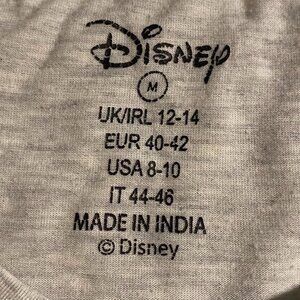 Disney
M
UK/IRL 12-14
EUR 40-42
USA 8-10
IT 44-46
MADE IN INDIA
© Disney